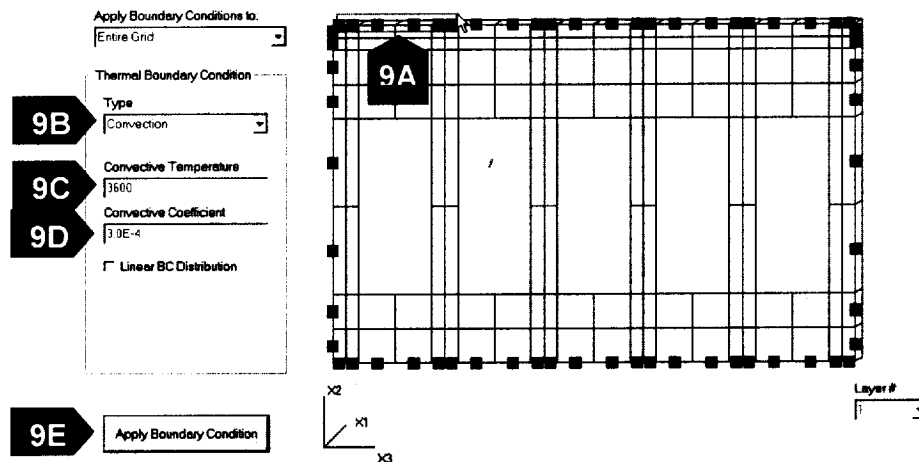 Apply Boundary Conditions to:
Entire Grid
Thermal Boundary Condition
9A
9B
Type
Convection
9C
Convective Temperature
3600
9D
Convective Coefficient
3.0E-4
Linear BC Distribution
9E
Apply Boundary Condition
X2
X1
X3
Layer #
1